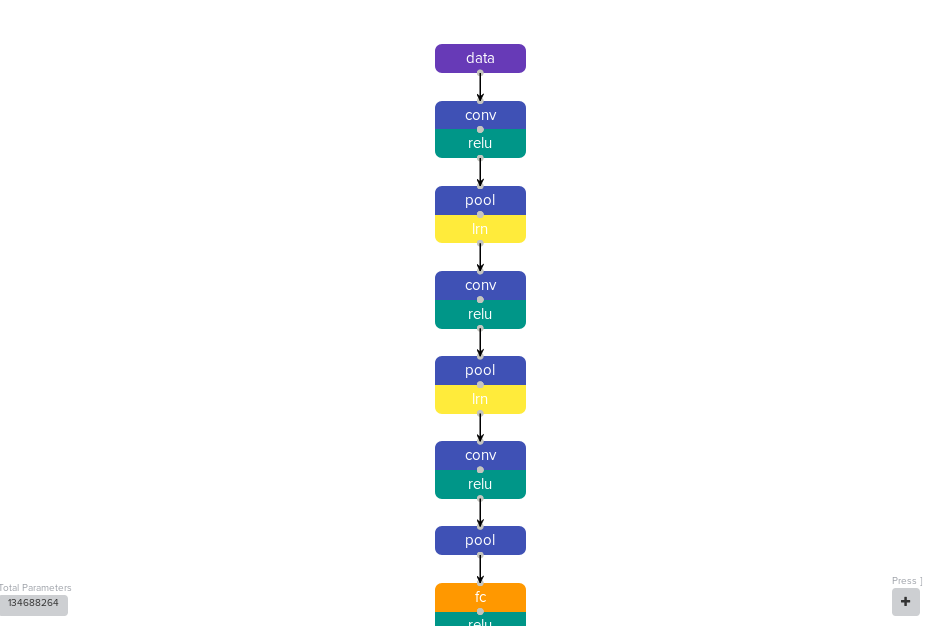 data
conv
relu
pool
lrn
conv
relu
pool
lrn
conv
relu
pool
fc
relu
Total Parameters
134688264
Press ]
+